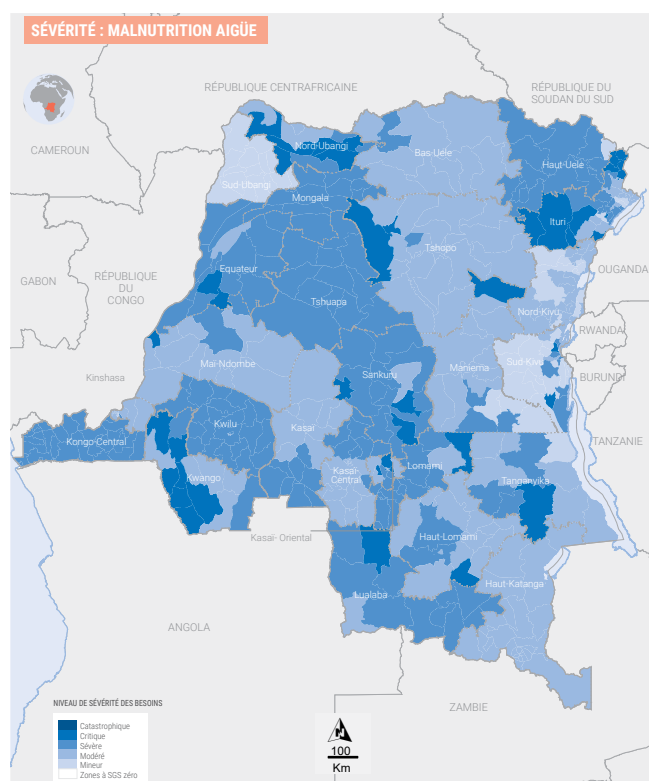 SÉVÉRITÉ : MALNUTRITION AIGÜE
RÉPUBLIQUE CENTRAFRICAINE
RÉPUBLIQUE DU
SOUDAN DU SUD
CAMEROUN
Nord-Ubangi
Bas-Uele
Haut-Uele
Sud-Ubangi
Mongala
Ituri
Tshopo
OUGANDA
GABON
RÉPUBLIQUE
DU
CONGO
Equateur
Tshuapa
Nord-Kivu
RWANDA
Maï-Ndombe
Sud-Kivu
Kinshasa
Sankuru
Maniema
BURUNDI
Kwilu
Kasaï
Kongo-Central
TANZANIE
Kwango
Kasaï-
Central
Lomami
Tanganyika
Kasaï- Oriental
Haut-Lomami
Haut-Katanga
Lualaba
ANGOLA
ZAMBIE
NIVEAU DE SÉVÉRITÉ DES BESOINS
Catastrophique
Critique
Sévère
Modéré
Mineur
Zones à SGS zéro
N
100
Km